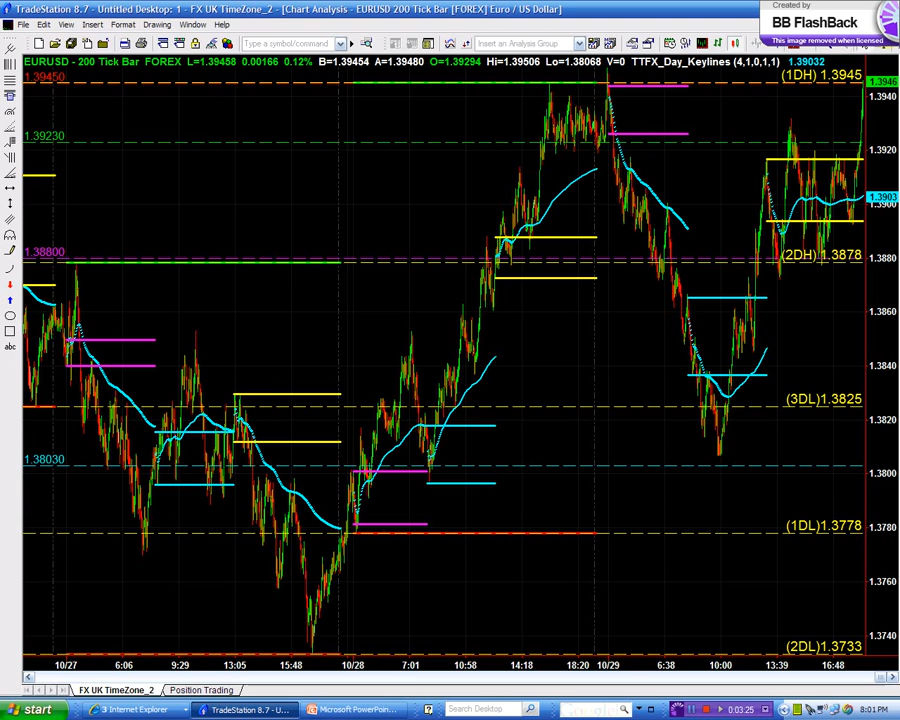 TradeStation 8.7 - Untitled Desktop: 1 - FX UK TimeZone_2 - [Chart Analysis - EURUSD 200 Tick Bar [FOREX] Euro / US Dollar]
Created by
BB FlashBack
This image removed when licensed
File Edit View Insert Format Drawing Window Help
Type a symbol/command
Insert an Analysis Group
EURUSD - 200 Tick Bar FOREX L=1.39458 0.00166 0.12% B=1.39454 A=1.39480 O=1.39294 Hi=1.39506 Lo=1.38068 V=0 TTFX_Day_Keylines (4,1,0,1,1) 1.39032
1.39450
(1DH) 1.3945
1.3946
1.3940
1.39230
1.3920
1.3903
1.3900
1.38800
(2DH) 1.3878
1.3880
1.3860
1.3840
(3DL)1.3825
1.3820
1.38030
1.3800
(1DL)1.3778
1.3780
1.3760
1.3740
(2DL)1.3733
10/27 6:06 9:29 13:05 15:48 10/28 7:01 10:58 14:18 18:20 10/29 6:38 10:00 13:39 16:48
FX UK TimeZone_2 Position Trading
start
3 Internet Explorer
TradeStation 8.7 - U...
Microsoft PowerPoin...
Search Desktop
0:03:25
8:01 PM
abc